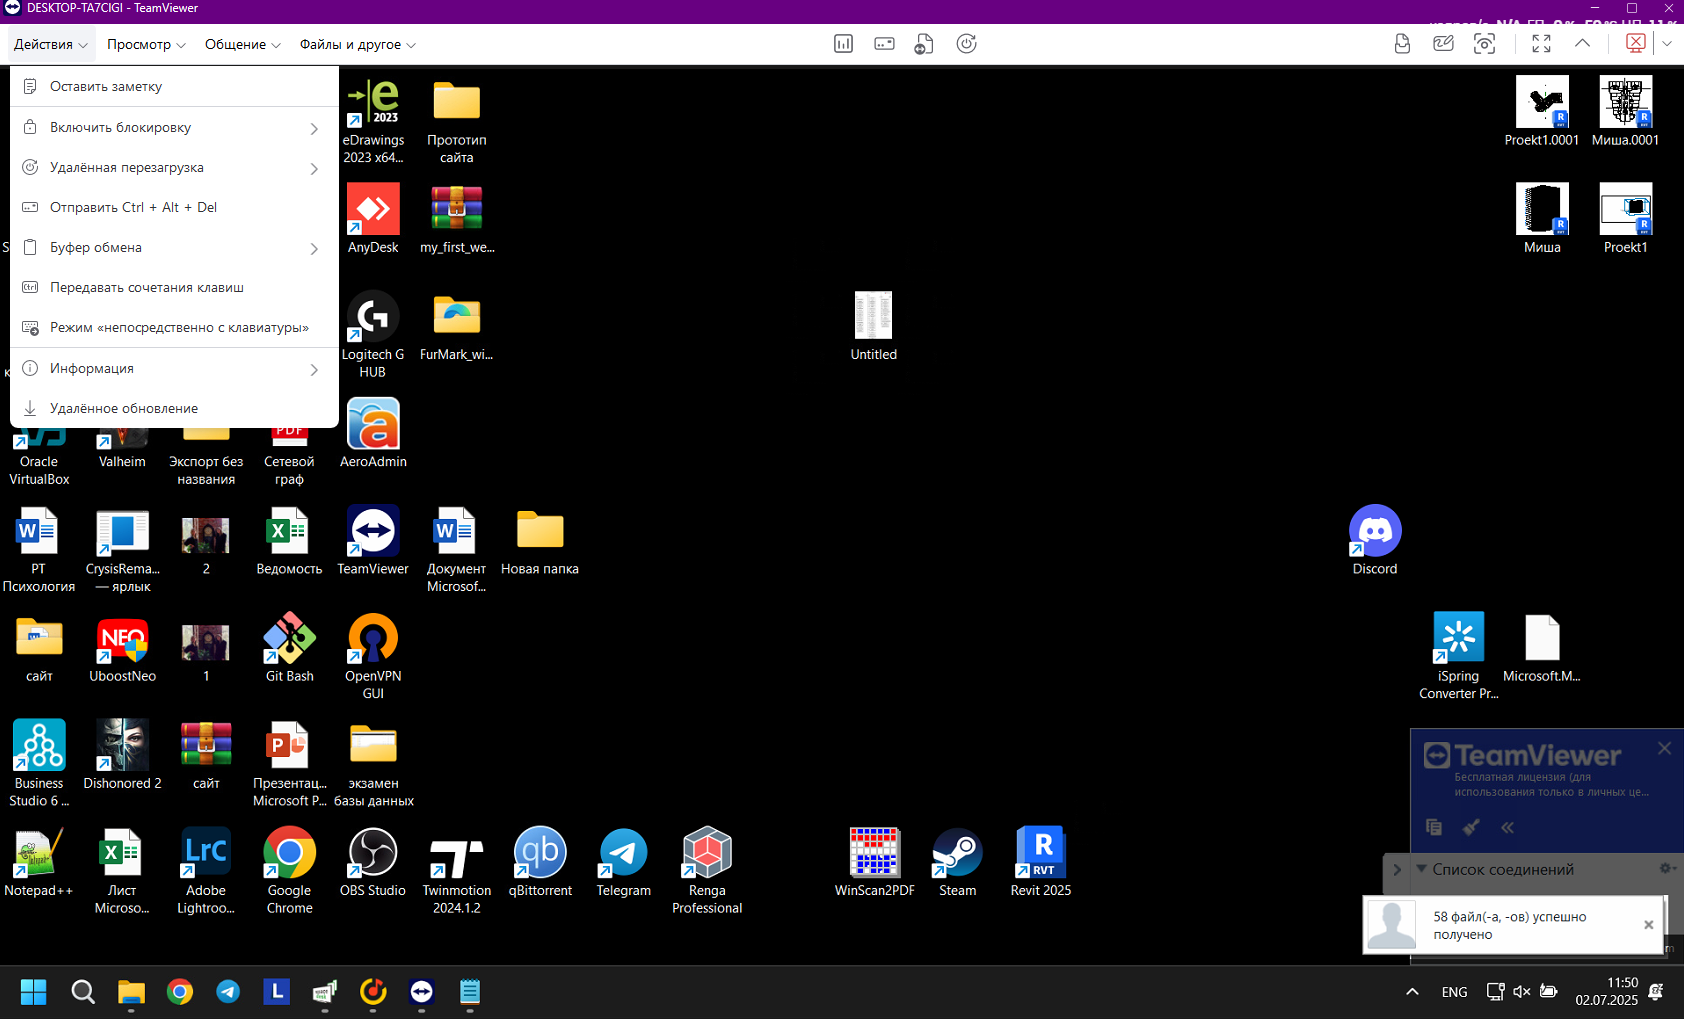 DESKTOP-TA7CIGI - TeamViewer
Действия
Просмотр
Общение
Файлы и другое
Оставить заметку
Включить блокировку
Удалённая перезагрузка
Отправить Ctrl + Alt + Del
Буфер обмена
Передавать сочетания клавиш
Режим «непосредственно с клавиатуры»
Информация
Удалённое обновление
eDrawings
2023 x64...
Прототип
сайта
Proekt1.0001
Миша.0001
AnyDesk
my_first_we...
Миша
Proekt1
Logitech G
HUB
FurMark_wi...
Untitled
Oracle
VirtualBox
Valheim
Экспорт без
названия
Сетевой
граф
AeroAdmin
РТ
Психология
CrysisRema...
— ярлык
2
Ведомость
TeamViewer
Документ
Microsof...
Новая папка
Discord
сайт
UboostNeo
1
Git Bash
OpenVPN
GUI
iSpring
Converter Pr...
Microsoft.M...
Business
Studio 6 ...
Dishonored 2
сайт
Презентац...
Microsoft P...
экзамен
базы данных
TeamViewer
Бесплатная лицензия (для
использования только в личных це...
Список соединений
Notepad++
Лист
Microso...
Adobe
Lightroo...
Google
Chrome
OBS Studio
Twinmotion
2024.1.2
qBittorrent
Telegram
Renga
Professional
WinScan2PDF
Steam
Revit 2025
58 файл(-а, -ов) успешно
получено
ENG
11:50
02.07.2025